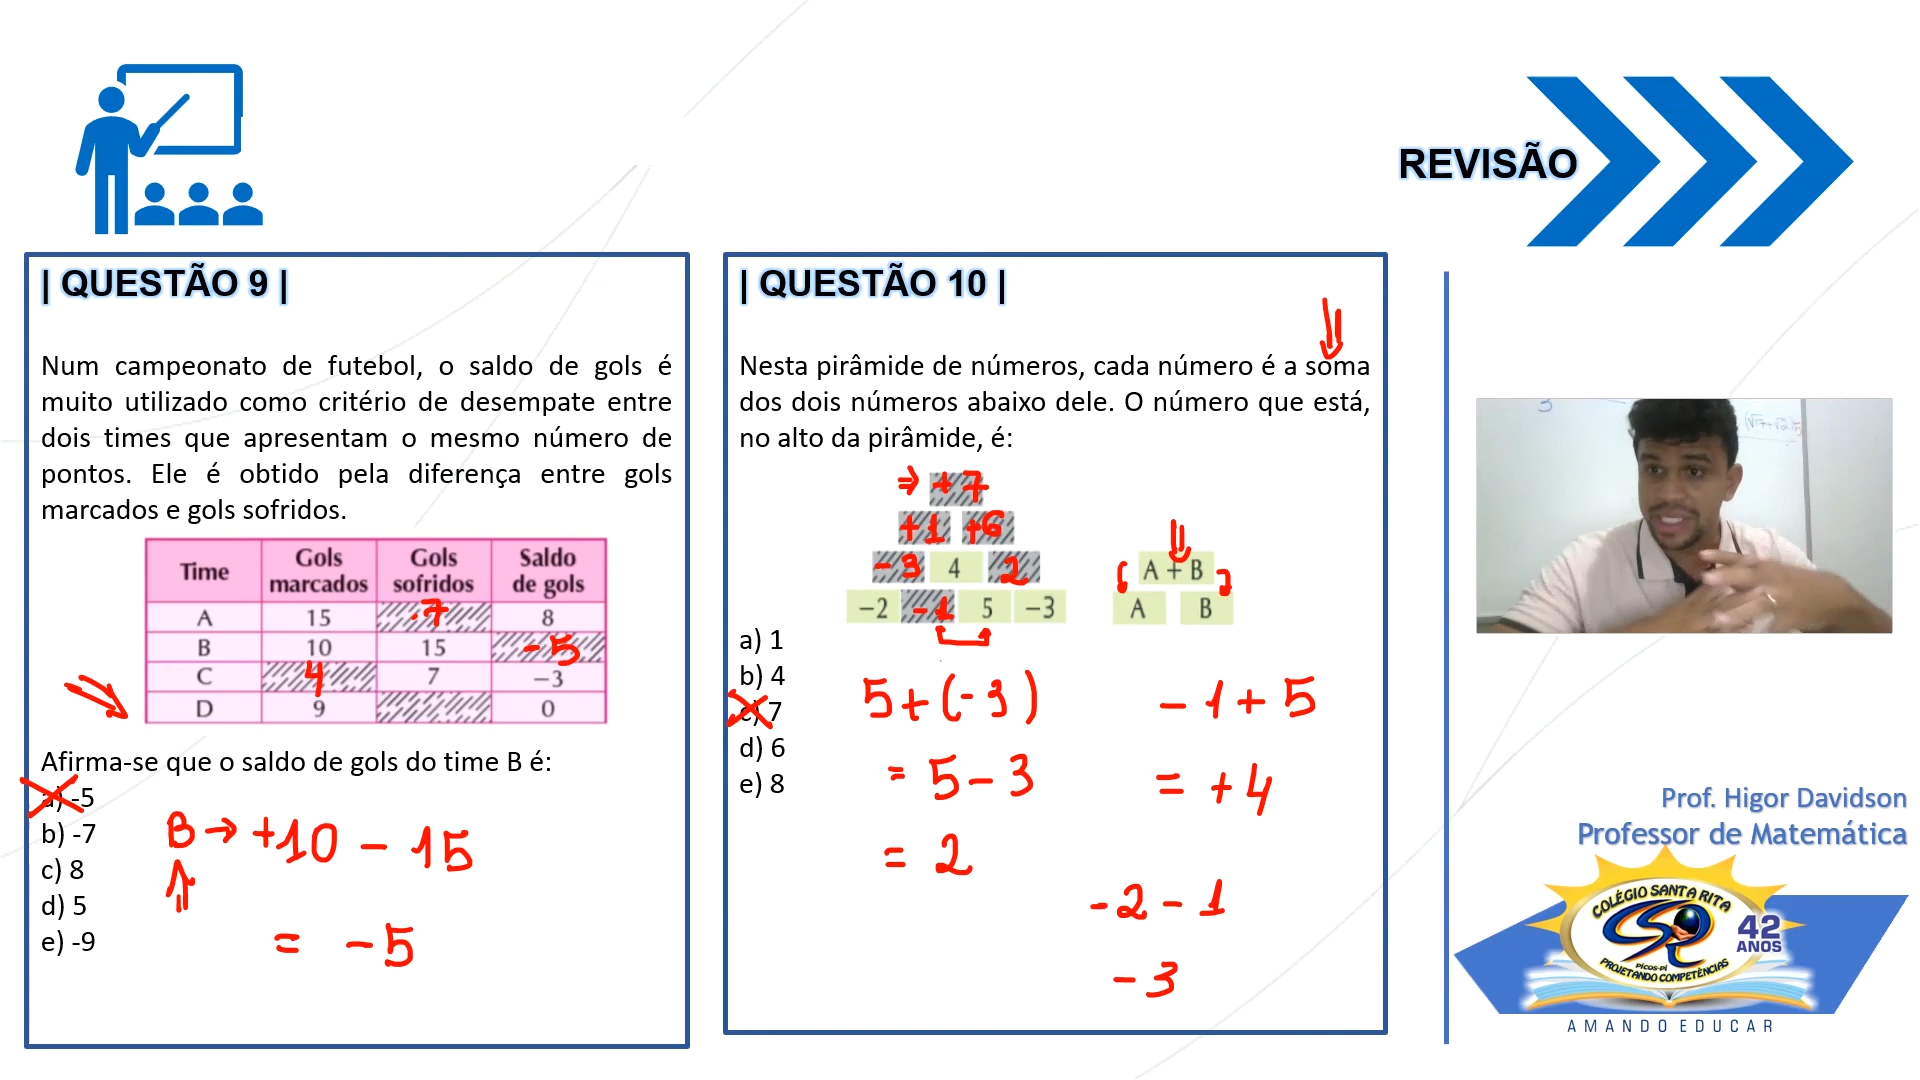 REVISÃO
| QUESTÃO 9 |
Num campeonato de futebol, o saldo de gols é
muito utilizado como critério de desempate entre
dois times que apresentam o mesmo número de
pontos. Ele é obtido pela diferença entre gols
marcados e gols sofridos.
Time Gols marcados Gols sofridos Saldo de gols
A 15 7 8
B 10 15 -5
C 4 7 −3
D 9 0
Afirma-se que o saldo de gols do time B é:
a) -5
b) -7
c) 8
d) 5
e) -9
B → +10 - 15
= -5
| QUESTÃO 10 |
Nesta pirâmide de números, cada número é a soma
dos dois números abaixo dele. O número que está,
no alto da pirâmide, é:
⇒ +7
+1 +6
-3 4 2
−2 -1 5 −3
A + B
A B
a) 1
b) 4
c) 7
d) 6
e) 8
5+(-3)
= 5-3
= 2
-1+5
= +4
-2-1
-3
3
Prof. Higor Davidson
Professor de Matemática
COLÉGIO SANTA RITA
42
ANOS
PICOS-PI
PROJETANDO COMPETÊNCIAS
AMANDO EDUCAR